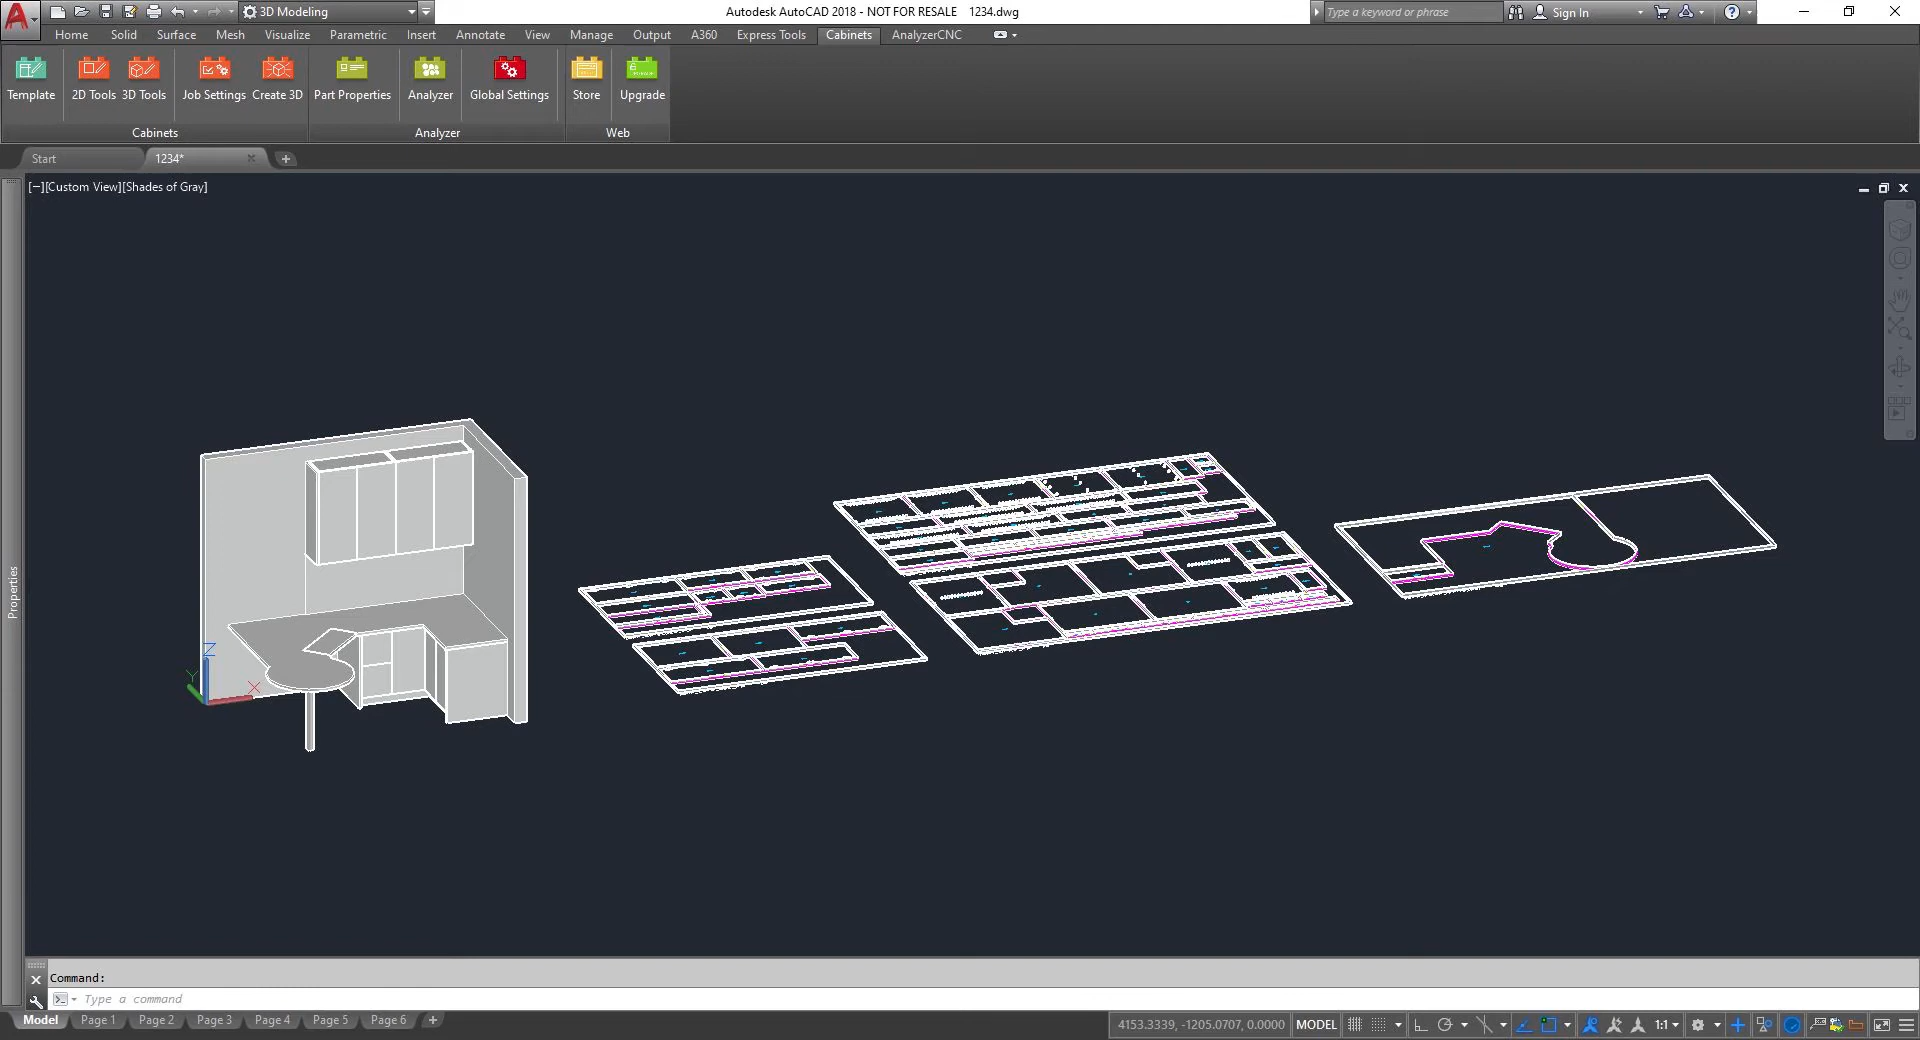 3D Modeling
Autodesk AutoCAD 2018 - NOT FOR RESALE 1234.dwg
Type a keyword or phrase
Sign In
Home Solid Surface Mesh Visualize Parametric Insert Annotate View Manage Output A360 Express Tools Cabinets AnalyzerCNC
Template 2D Tools 3D Tools Job Settings Create 3D Part Properties Analyzer Global Settings Store Upgrade
Cabinets Analyzer Web
Start 1234*
[−][Custom View][Shades of Gray]
Properties
Z
Y
X
Command:
Type a command
Model Page 1 Page 2 Page 3 Page 4 Page 5 Page 6
4153.3339, -1205.0707, 0.0000 MODEL 1:1